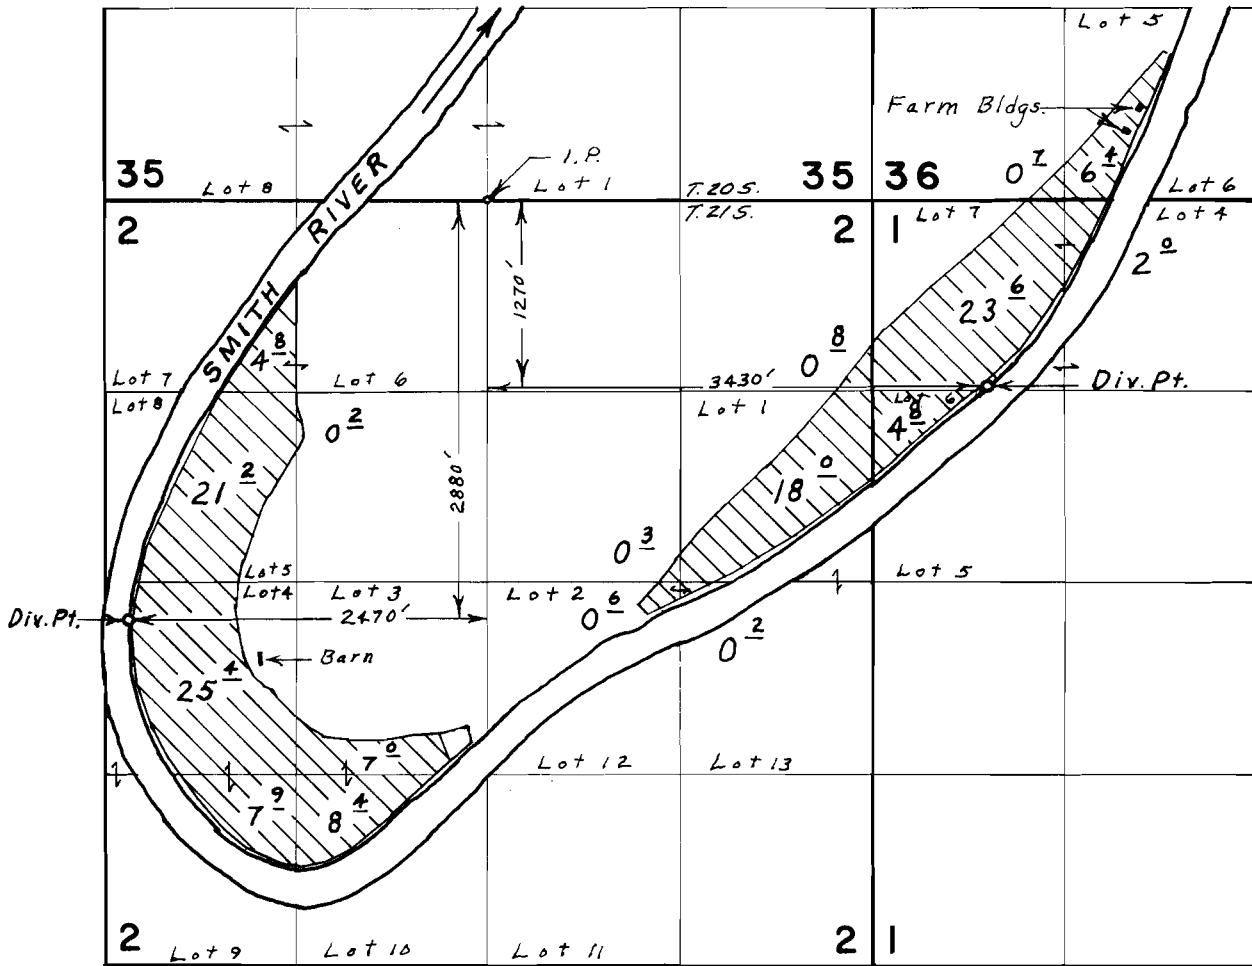 Lot 5
Farm Bldgs.
I.P.
35 Lot 8 Lot 1 T. 20 S. 35 36 0 7 6 4 Lot 6
2 T. 21 S. 2 1 Lot 7 Lot 4
SMITH RIVER
1270'
2 0
23 6
4 8
0 8
Lot 7 Lot 6 3430' Div. Pt.
Lot 8 Lot 1 Lot 6
0 2
4 8
21 2
2880'
18 0
0 3
Lot 5 Lot 5
Lot 4 Lot 3 Lot 2
Div. Pt. 2470' 0 6
0 2
Barn
25 4
7 0
Lot 12 Lot 13
7 9 8 4
2 Lot 9 Lot 10 Lot 11 2 1